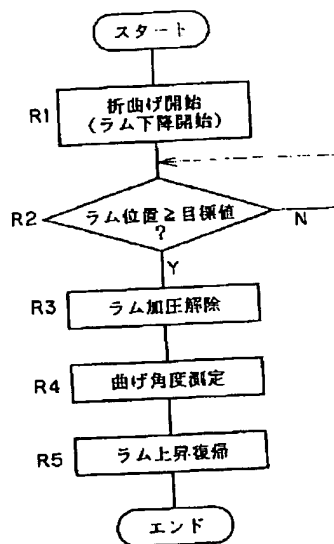 スタート
R1
折曲げ開始
(ラム下降開始)
R2
ラム位置≧目標値
?
N
Y
R3
ラム加圧解除
R4
曲げ角度測定
R5
ラム上昇復帰
エンド